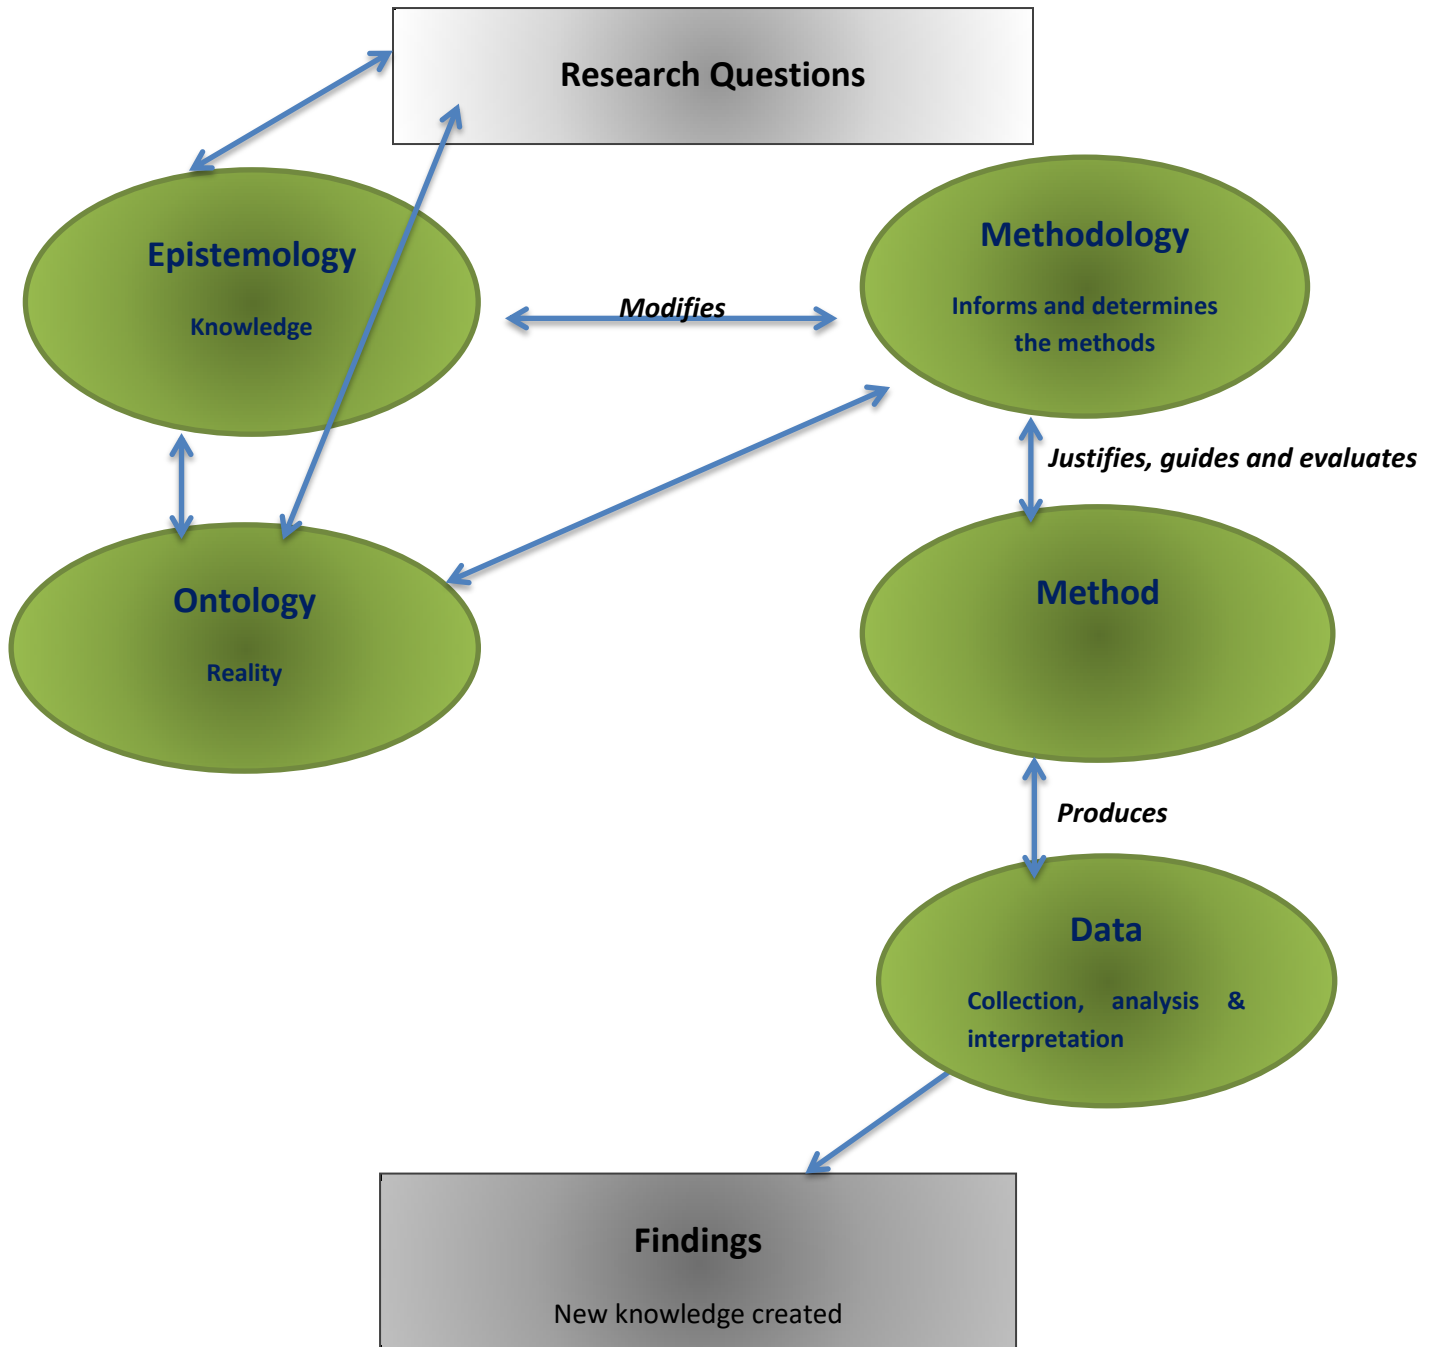 Research Questions
Epistemology
Knowledge
Modifies
Methodology
Informs and determines
the methods
Justifies, guides and evaluates
Ontology
Reality
Method
Produces
Data
Collection, analysis &
interpretation
Findings
New knowledge created